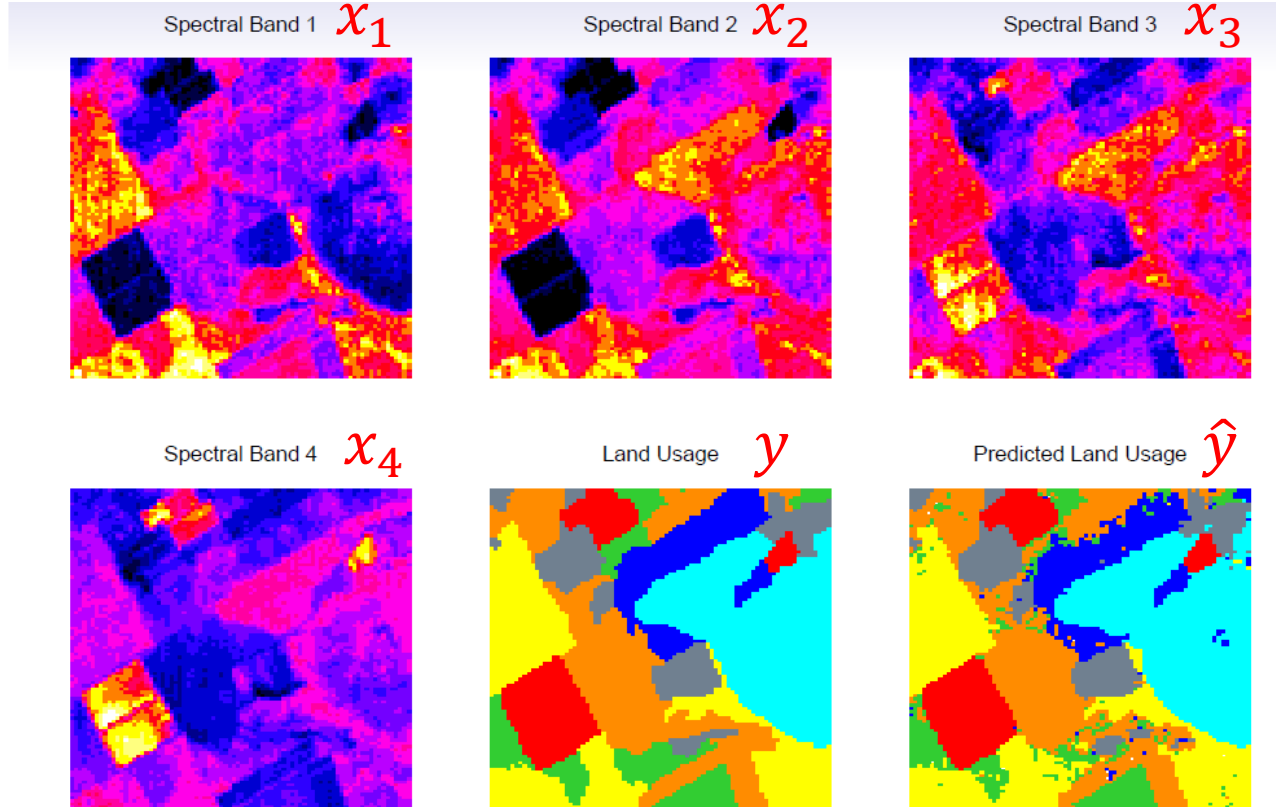 Spectral Band 1 x₁
Spectral Band 2 x₂
Spectral Band 3 x₃
Spectral Band 4 x₄
Land Usage y
Predicted Land Usage ŷ